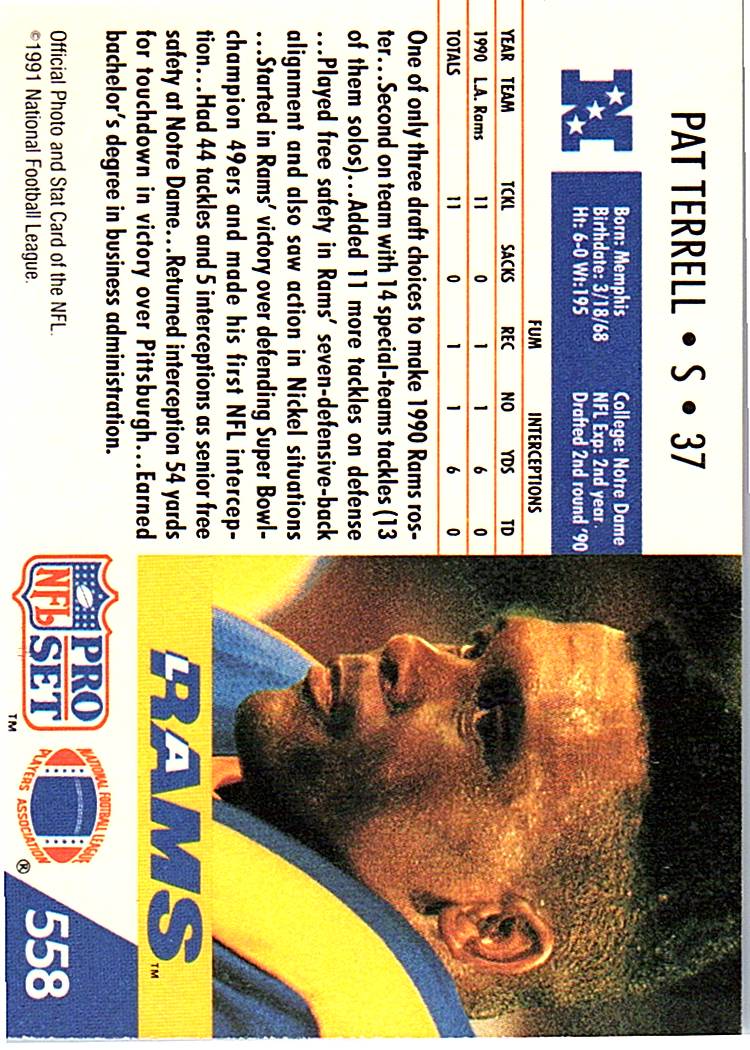 PAT TERRELL • S • 37
N
Born: Memphis
Birthdate: 3/18/68
Ht: 6-0 Wt: 195
College: Notre Dame
NFL Exp: 2nd year.
Drafted 2nd round '90
FUM INTERCEPTIONS
YEAR TEAM TCKL SACKS REC NO YDS TD
1990 L.A. Rams 11 0 1 1 6 0
TOTALS 11 0 1 1 6 0
One of only three draft choices to make 1990 Rams ros-
ter...Second on team with 14 special-teams tackles (13
of them solos)...Added 11 more tackles on defense
...Played free safety in Rams' seven-defensive-back
alignment and also saw action in Nickel situations
...Started in Rams' victory over defending Super Bowl-
champion 49ers and made his first NFL intercep-
tion...Had 44 tackles and 5 interceptions as senior free
safety at Notre Dame...Returned interception 54 yards
for touchdown in victory over Pittsburgh...Earned
bachelor's degree in business administration.
Official Photo and Stat Card of the NFL.
©1991 National Football League.
RAMS™
PRO
NFL SET™
NATIONAL FOOTBALL LEAGUE
PLAYERS ASSOCIATION
®
558